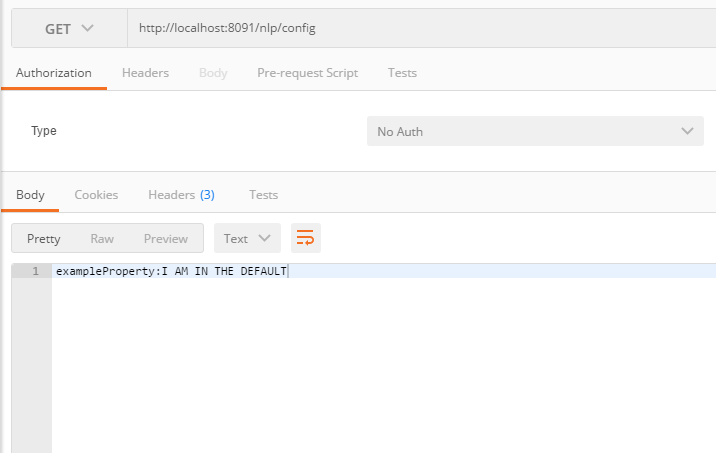 GET http://localhost:8091/nlp/config
Authorization Headers Body Pre-request Script Tests
Type No Auth
Body Cookies Headers (3) Tests
Pretty Raw Preview Text
1 exampleProperty:I AM IN THE DEFAULT